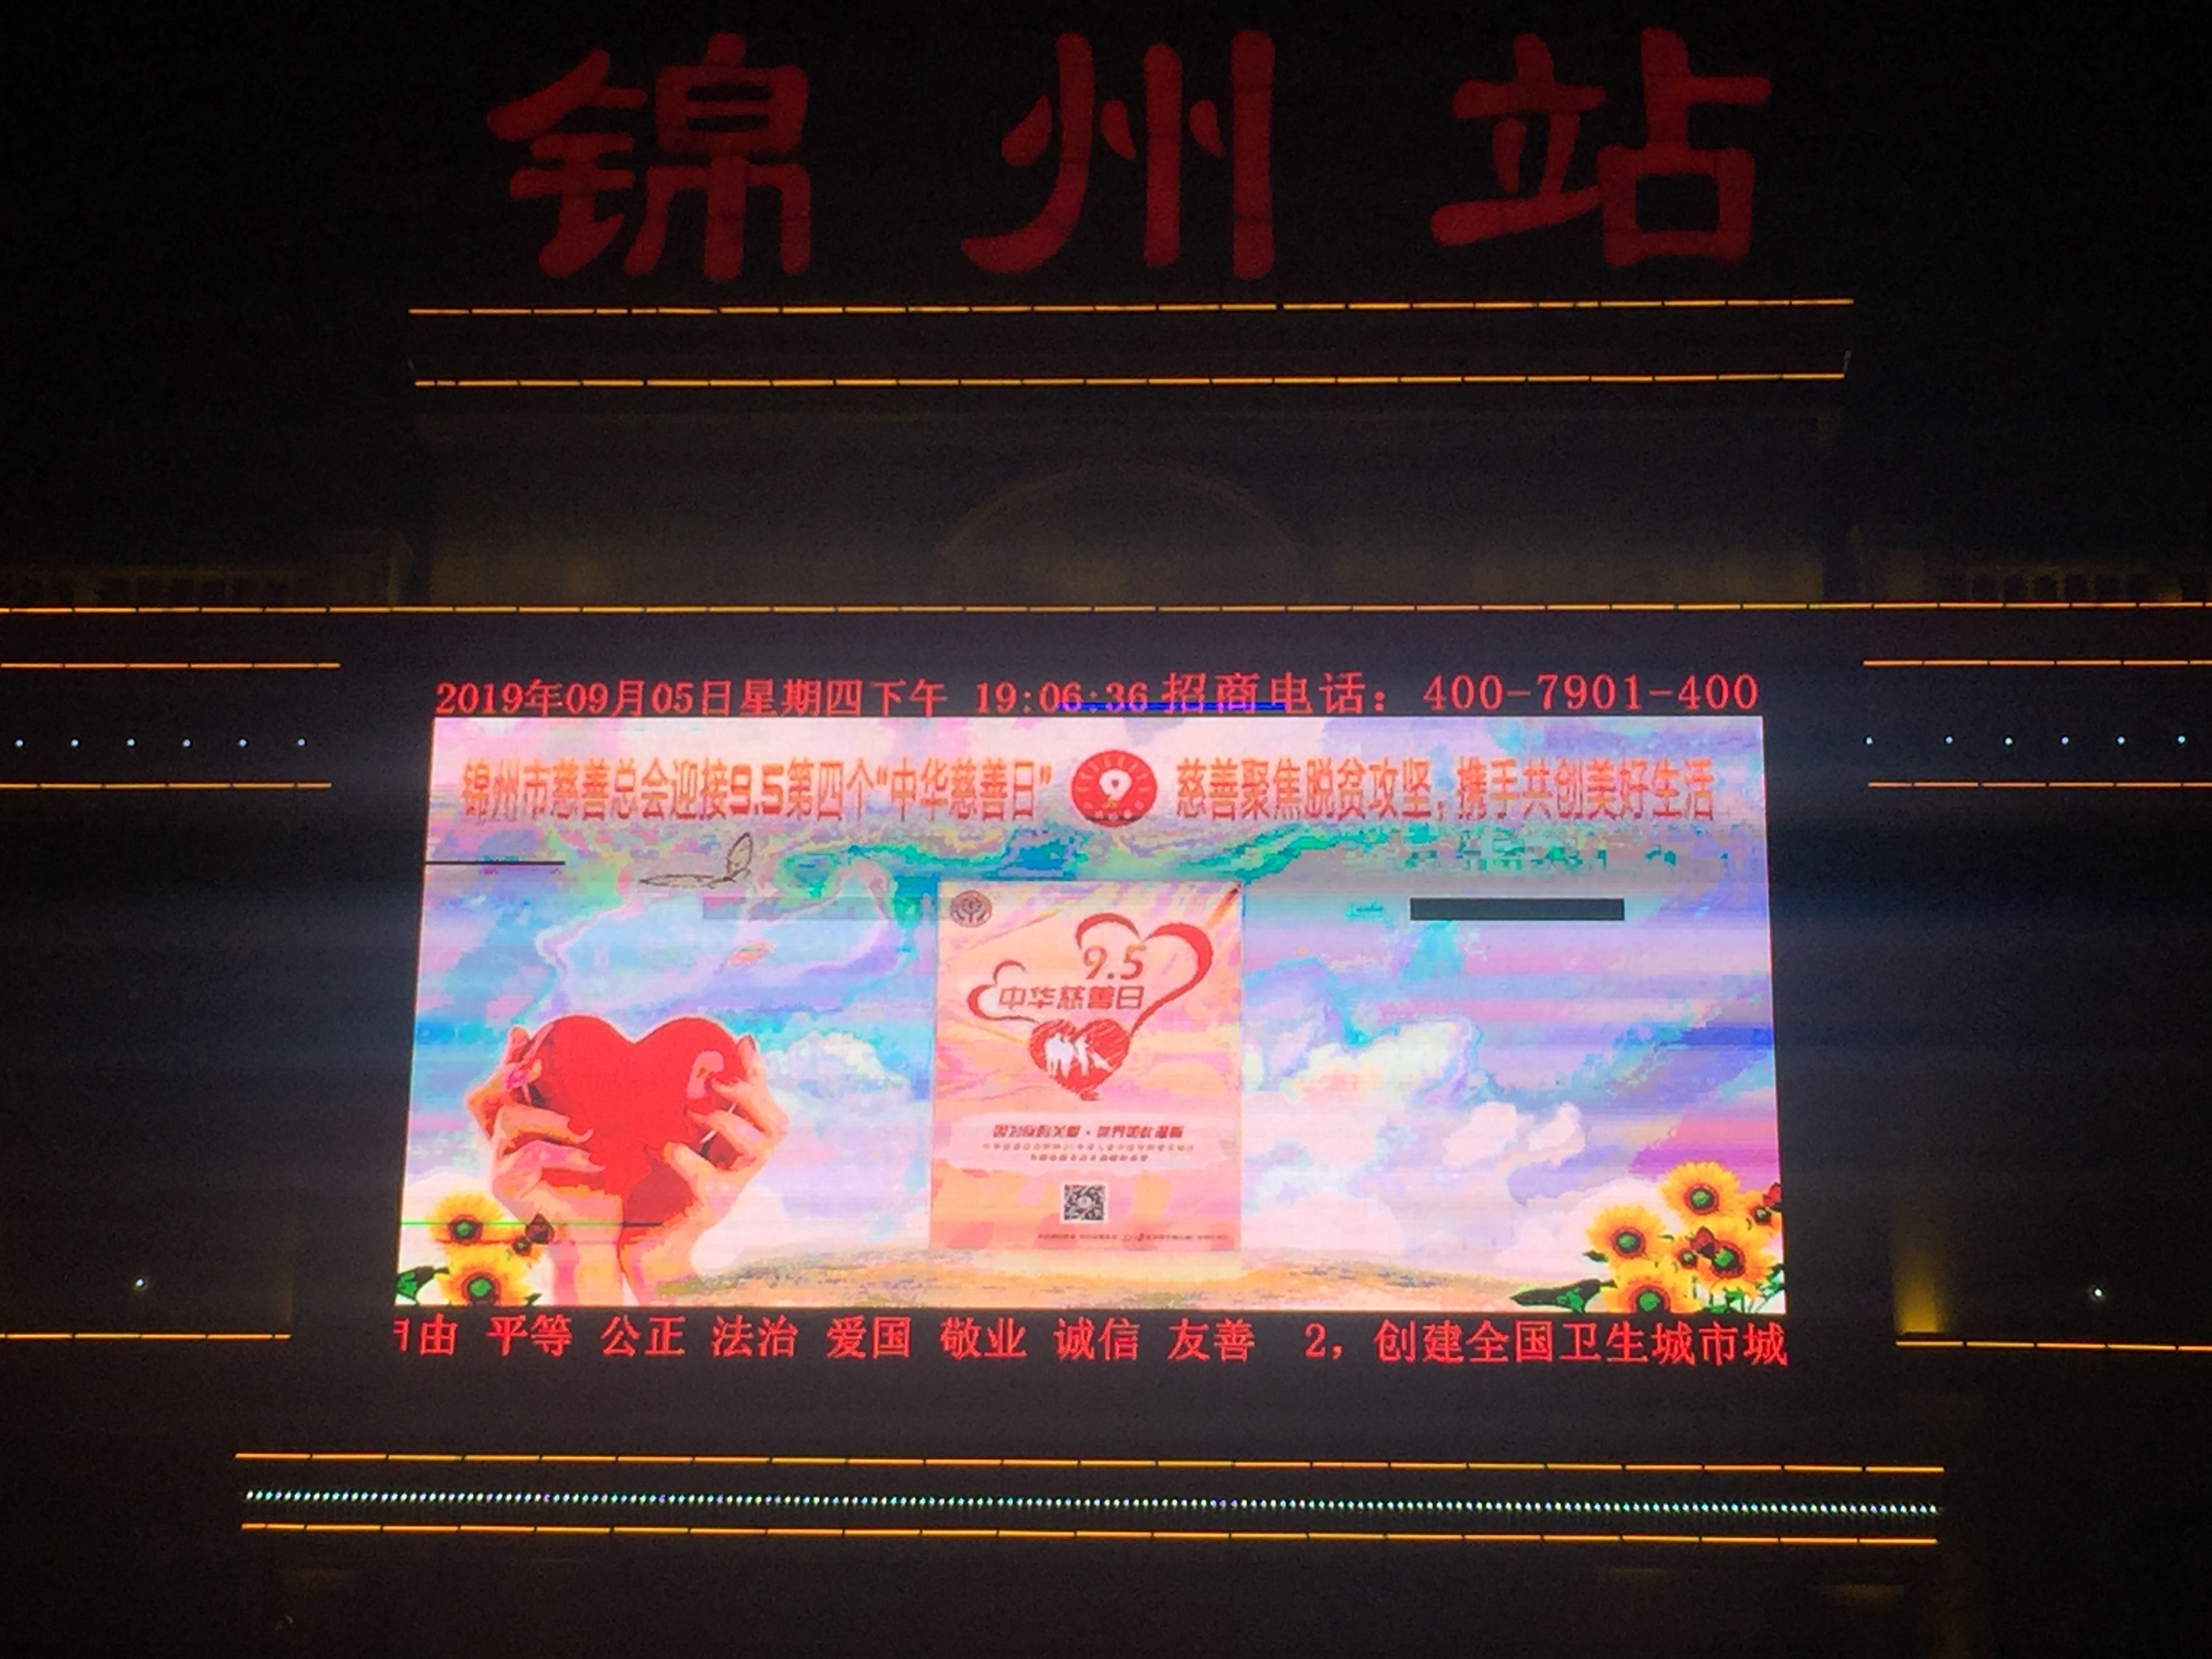 锦州站
2019年09月05日星期四下午 19:06:36 招商电话：400-7901-400
锦州市慈善总会迎接9.5第四个“中华慈善日” 慈善聚焦脱贫攻坚，携手共创美好生活
9.5
中华慈善日
由 平等 公正 法治 爱国 敬业 诚信 友善 2，创建全国卫生城市城